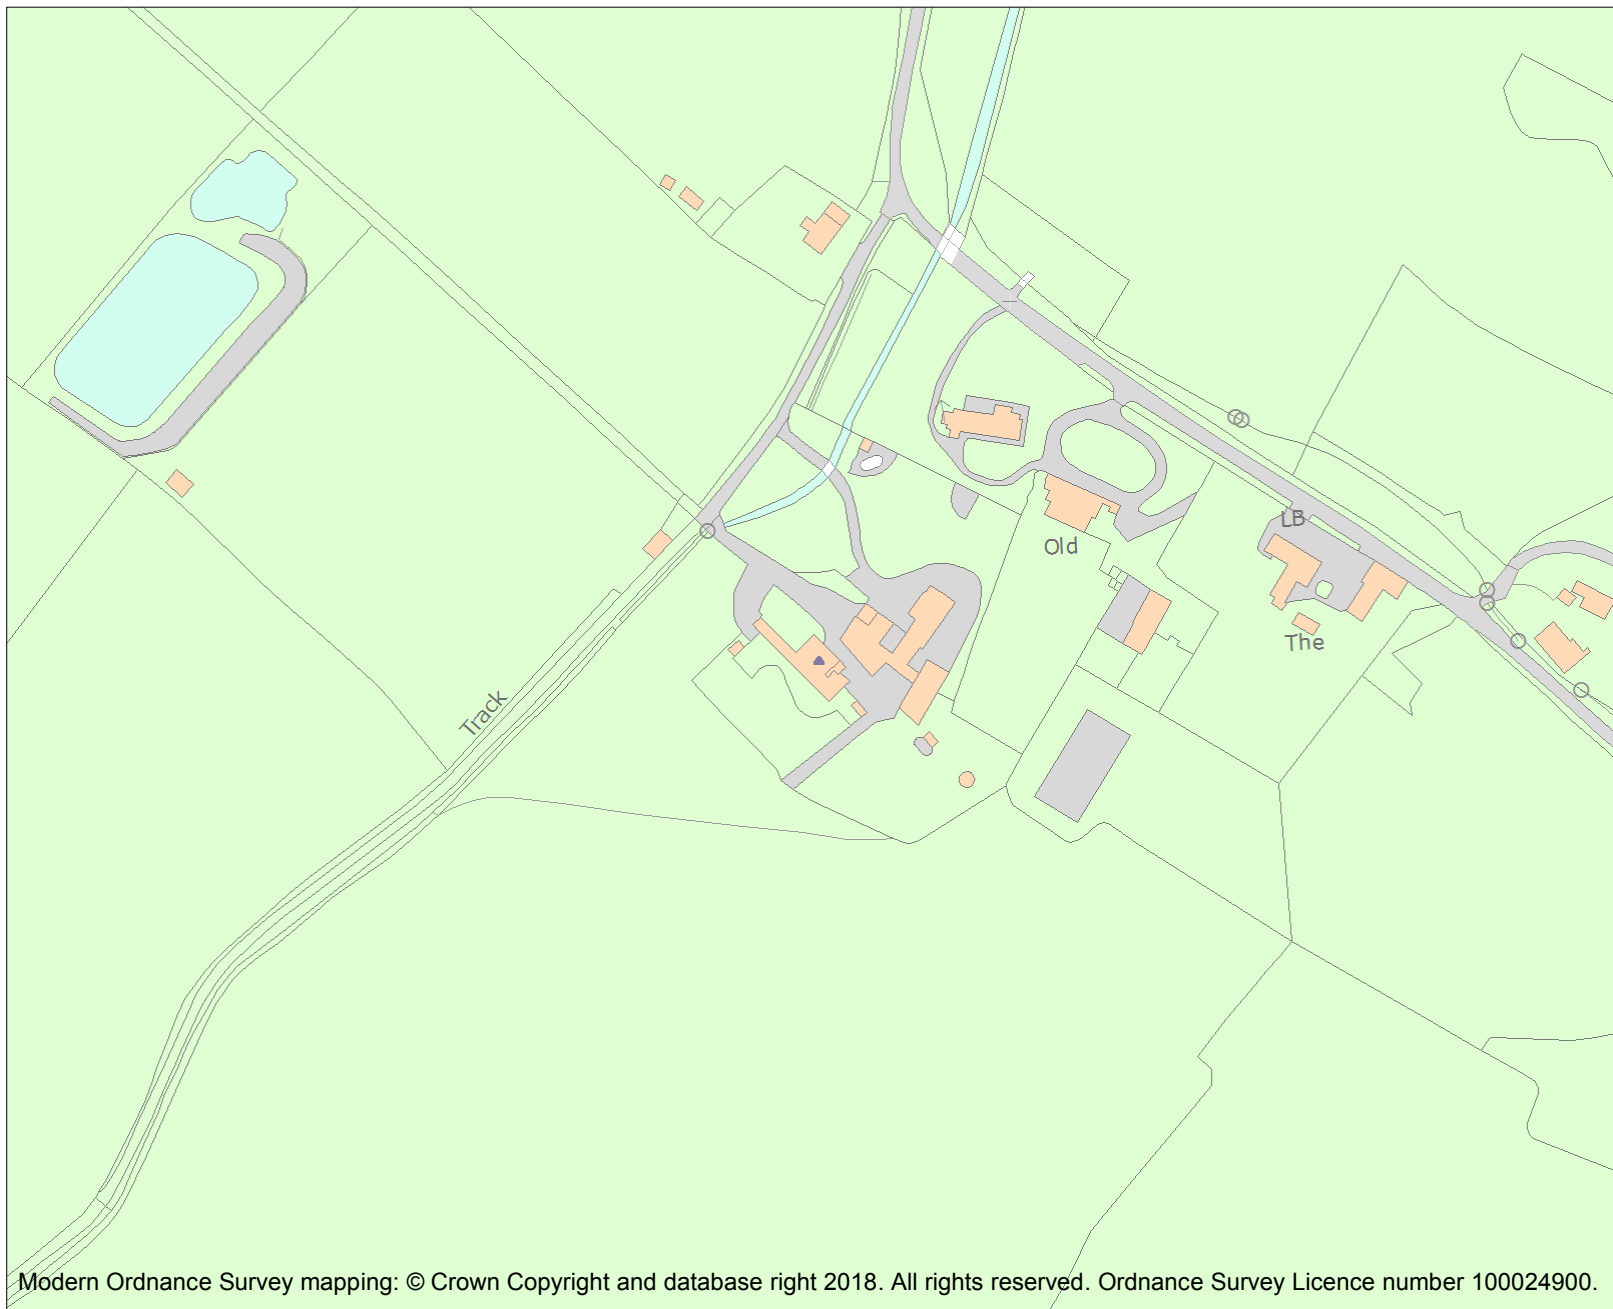 LB
Old
The
Track
Modern Ordnance Survey mapping: © Crown Copyright and database right 2018. All rights reserved. Ordnance Survey Licence number 100024900.